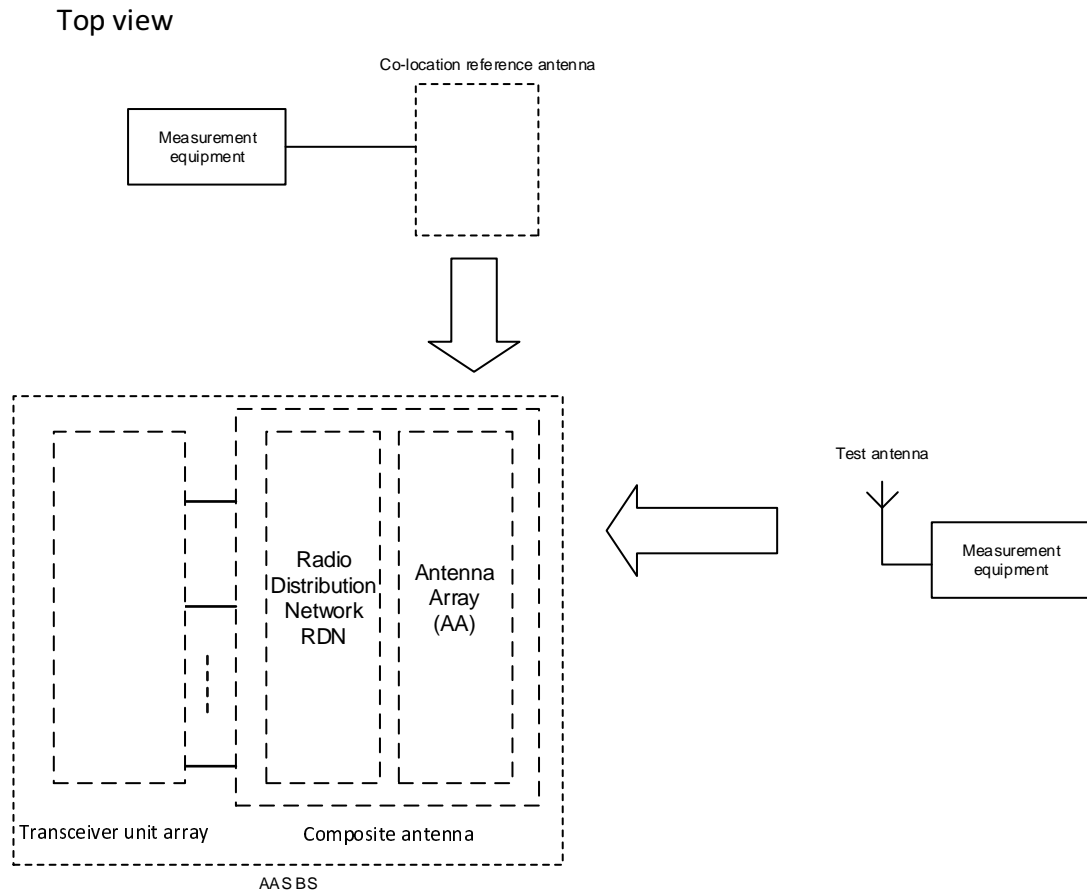 Top view
Co-location reference antenna
Measurement
equipment
Test antenna
Measurement
equipment
Radio
Distribution
Network
RDN
Antenna
Array
(AA)
Transceiver unit array
Composite antenna
AAS BS